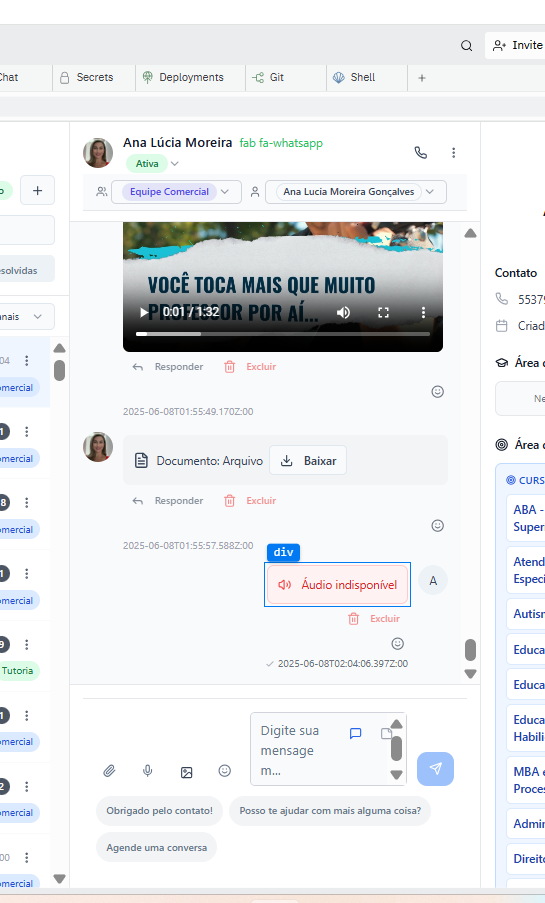 Invite
Chat
Secrets
Deployments
Git
Shell
+
Ana Lúcia Moreira
fab fa-whatsapp
Ativa
Equipe Comercial
Ana Lucia Moreira Gonçalves
esolvidas
anais
04
omercial
1
omercial
8
omercial
1
omercial
9
Tutoria
1
omercial
2
omercial
00
omercial
VOCÊ TOCA MAIS QUE MUITO
PROFESSOR POR AÍ...
0:01 / 1:32
Responder
Excluir
2025-06-08T01:55:49.170Z:00
Documento: Arquivo
Baixar
Responder
Excluir
2025-06-08T01:55:57.588Z:00
div
Áudio indisponível
A
Excluir
2025-06-08T02:04:06.397Z:00
Digite sua
mensage
m...
Obrigado pelo contato!
Posso te ajudar com mais alguma coisa?
Agende uma conversa
Contato
5537
Criad
Área d
Ne
Área d
CURS
ABA -
Super
Atend
Especi
Autisr
Educa
Educa
Educa
Habili
MBA e
Proces
Admin
Direito